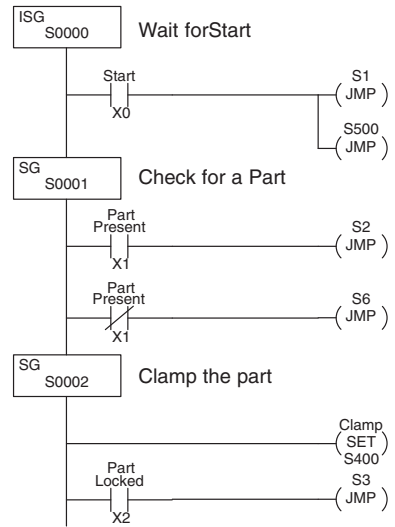 ISG
S0000
Wait forStart
Start
X0
S1
JMP
S500
JMP
SG
S0001
Check for a Part
Part
Present
X1
S2
JMP
Part
Present
X1
S6
JMP
SG
S0002
Clamp the part
Clamp
SET
S400
Part
Locked
X2
S3
JMP